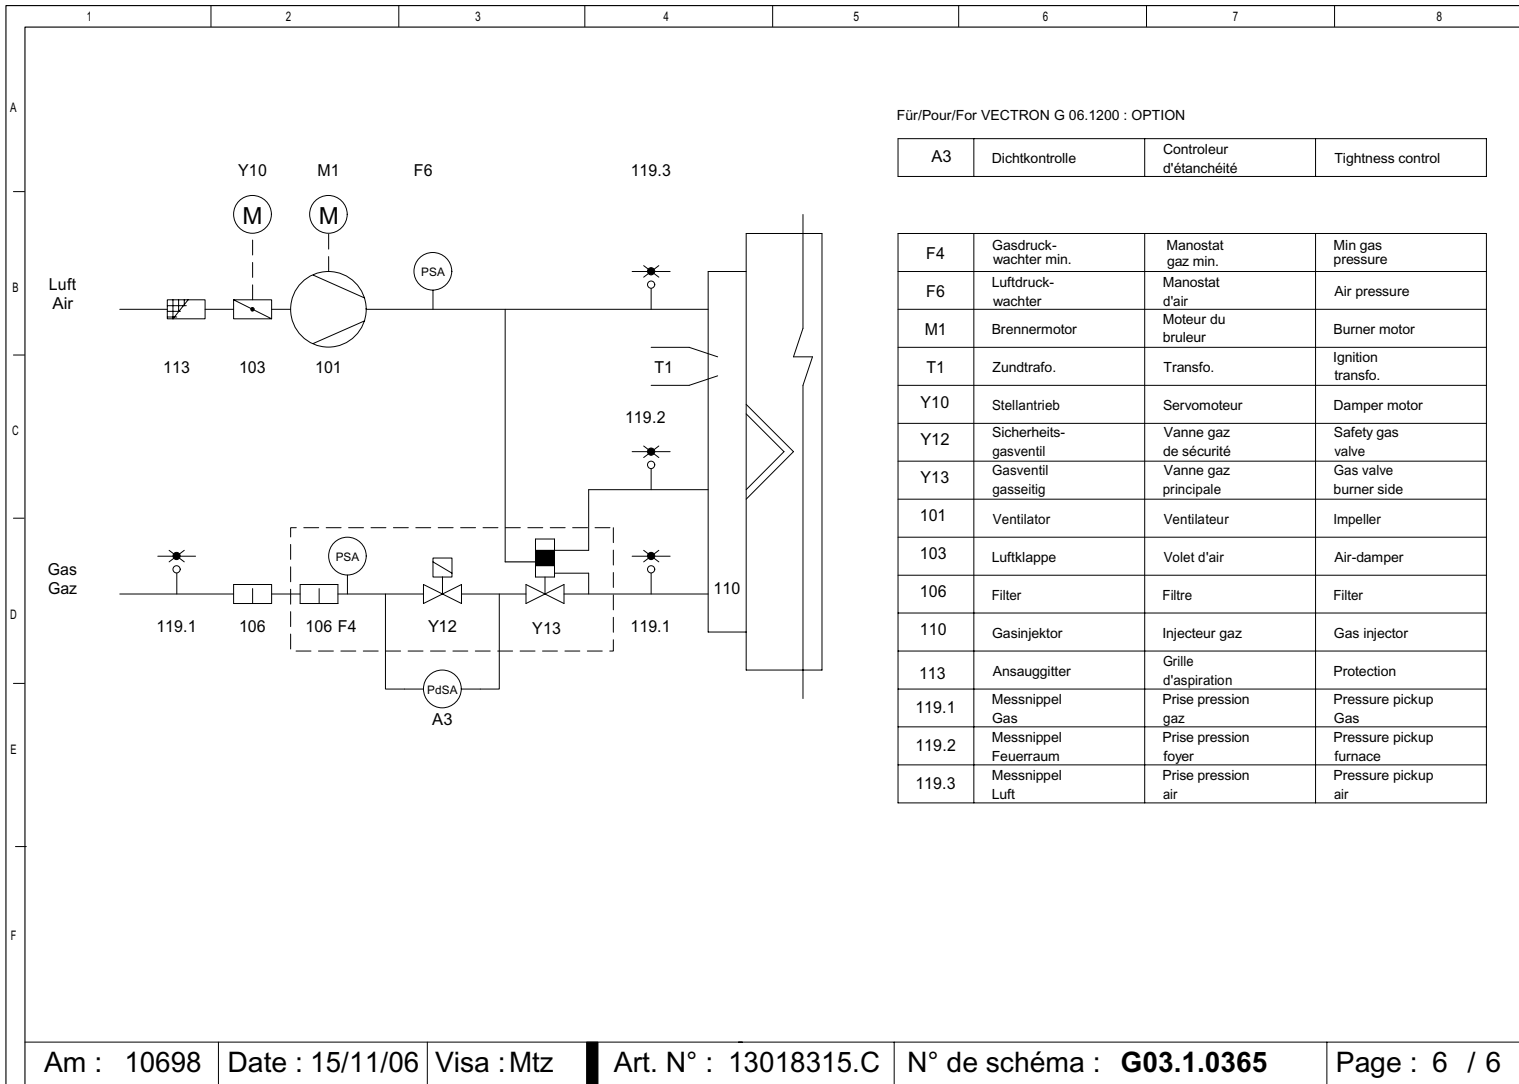 1 2 3 4 5 6 7 8
A
B
C
D
E
F
Für/Pour/For VECTRON G 06.1200 : OPTION
A3 Dichtkontrolle Controleur d'étanchéité Tightness control
Y10 M1 F6 119.3
M M
PSA
Luft
Air
113 103 101
T1
119.2
Gas
Gaz
PSA
110
119.1 106 106 F4 Y12 Y13 119.1
PdSA
A3
F4 Gasdruck-wachter min. Manostat gaz min. Min gas pressure
F6 Luftdruck-wachter Manostat d'air Air pressure
M1 Brennermotor Moteur du bruleur Burner motor
T1 Zundtrafo. Transfo. Ignition transfo.
Y10 Stellantrieb Servomoteur Damper motor
Y12 Sicherheits-gasventil Vanne gaz de sécurité Safety gas valve
Y13 Gasventil gasseitig Vanne gaz principale Gas valve burner side
101 Ventilator Ventilateur Impeller
103 Luftklappe Volet d'air Air-damper
106 Filter Filtre Filter
110 Gasinjektor Injecteur gaz Gas injector
113 Ansauggitter Grille d'aspiration Protection
119.1 Messnippel Gas Prise pression gaz Pressure pickup Gas
119.2 Messnippel Feuerraum Prise pression foyer Pressure pickup furnace
119.3 Messnippel Luft Prise pression air Pressure pickup air
Am : 10698 Date : 15/11/06 Visa : Mtz Art. N° : 13018315.C N° de schéma : G03.1.0365 Page : 6 / 6